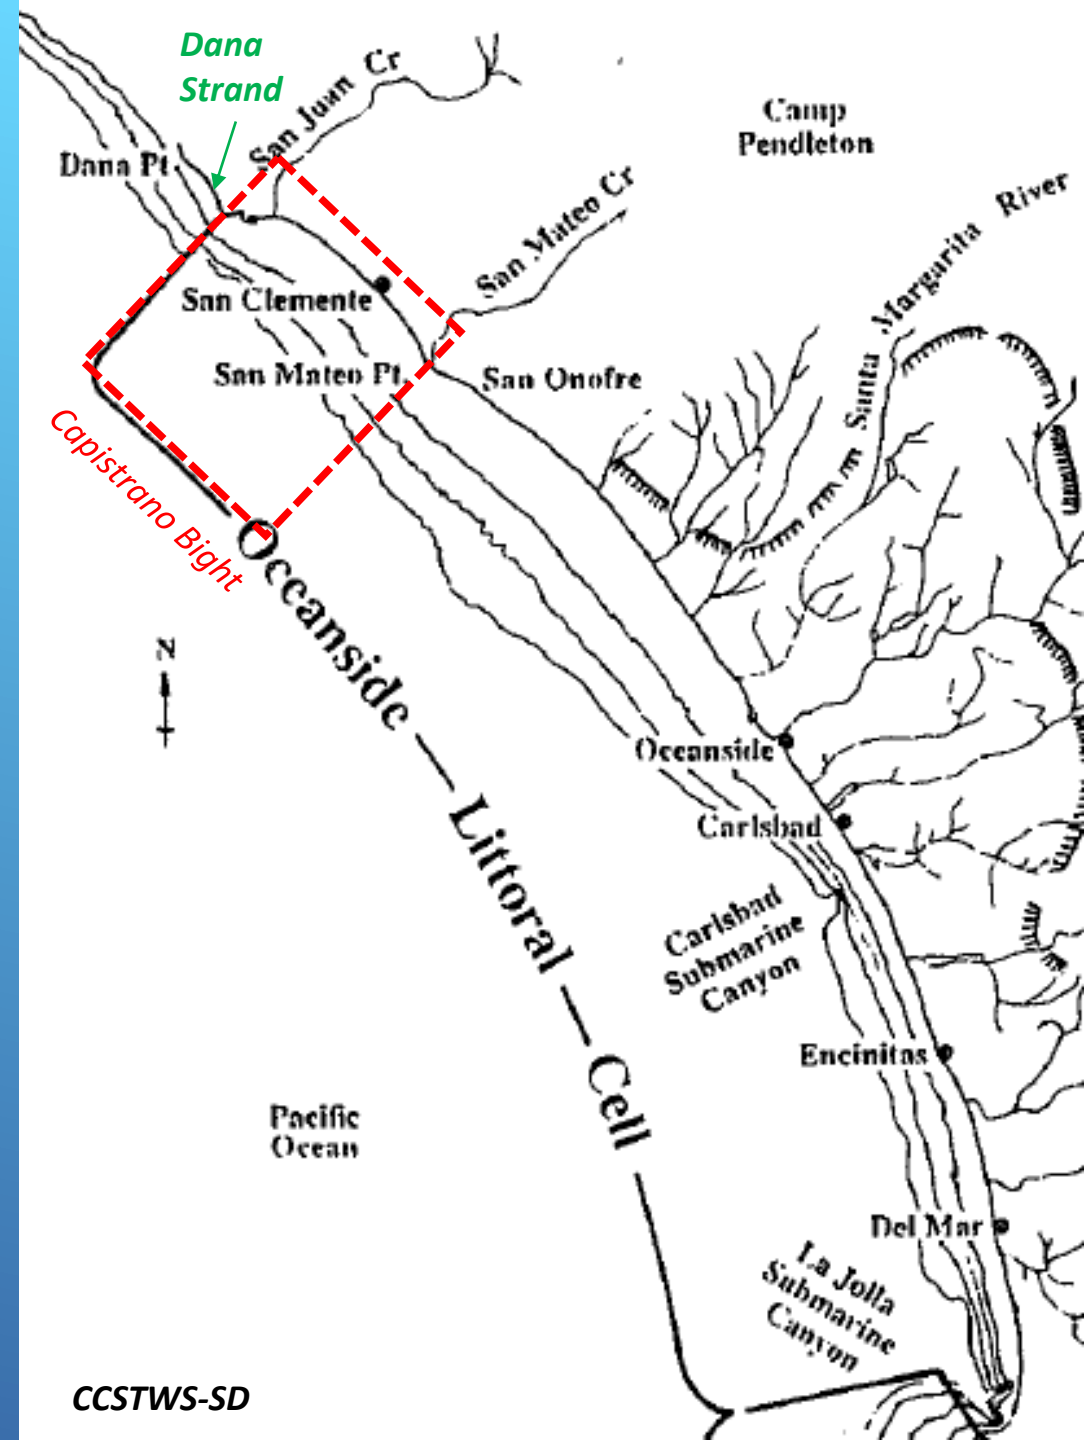 Dana
Strand
San Juan Cr
Camp
Pendleton
Dana Pt
San Mateo Cr
Santa Margarita River
San Clemente
San Mateo Pt.
San Onofre
Capistrano Bight
Oceanside — Littoral — Cell
N
Oceanside
Carlsbad
Carlsbad
Submarine
Canyon
Encinitas
Pacific
Ocean
Del Mar
La Jolla
Submarine
Canyon
CCSTWS-SD